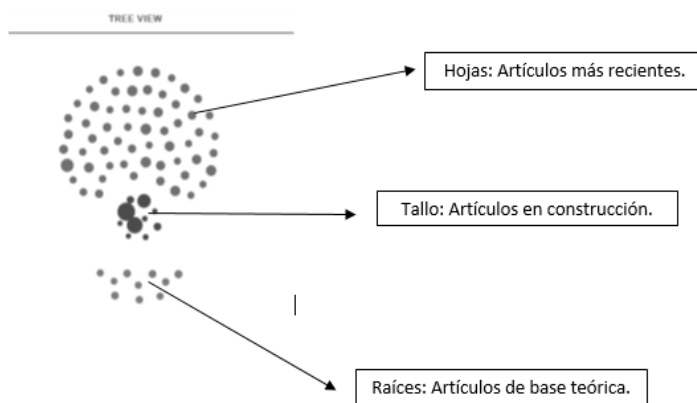 TREE VIEW
Hojas: Artículos más recientes.
Tallo: Artículos en construcción.
Raíces: Artículos de base teórica.